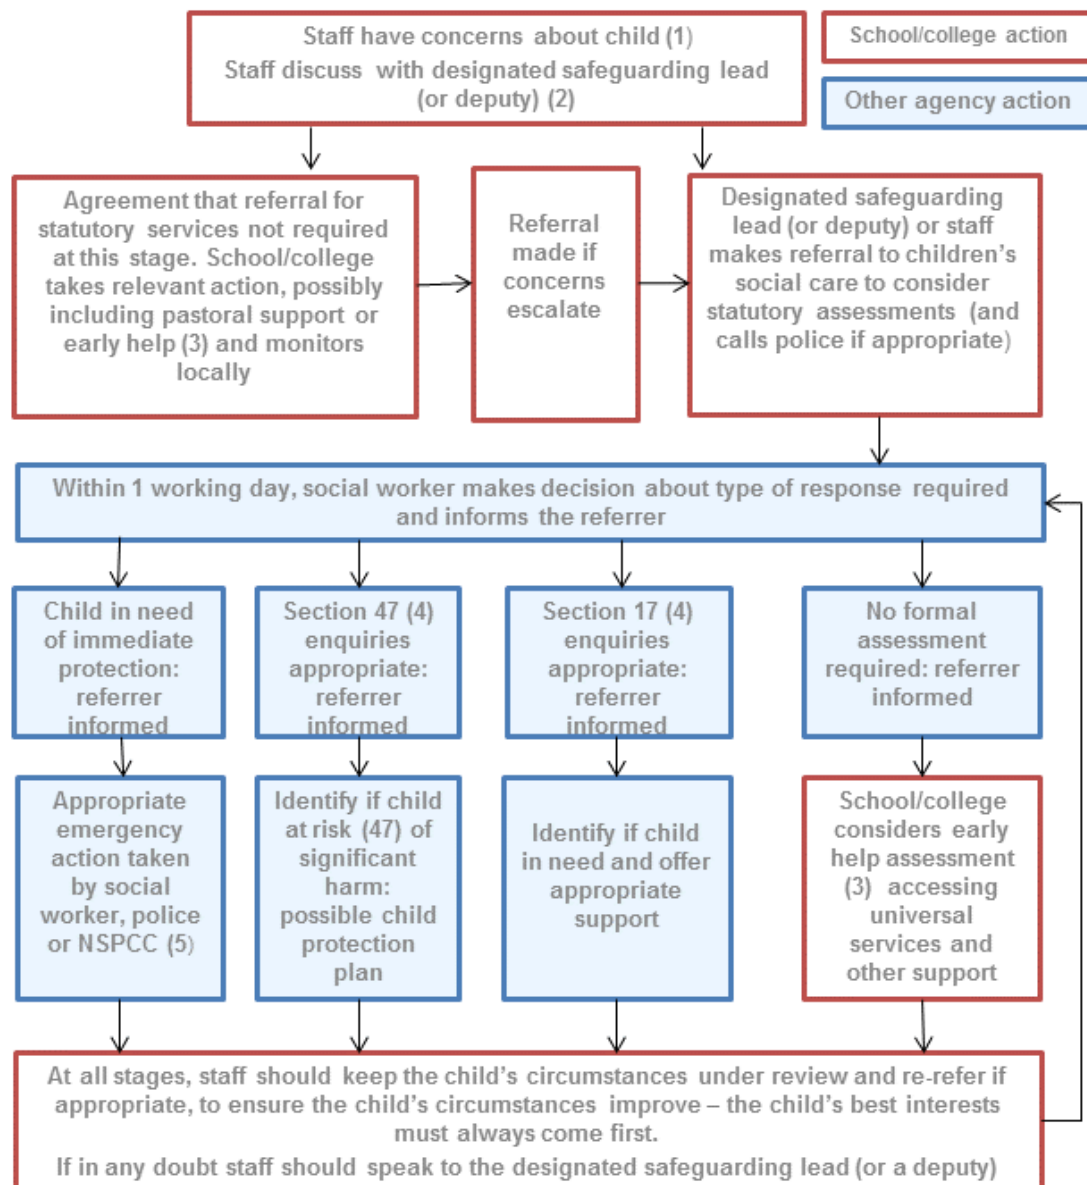 Staff have concerns about child (1)
Staff discuss with designated safeguarding lead
(or deputy) (2)
School/college action
Other agency action
Agreement that referral for
statutory services not required
at this stage. School/college
takes relevant action, possibly
including pastoral support or
early help (3) and monitors
locally
Referral
made if
concerns
escalate
Designated safeguarding
lead (or deputy) or staff
makes referral to children’s
social care to consider
statutory assessments (and
calls police if appropriate)
Within 1 working day, social worker makes decision about type of response required
and informs the referrer
Child in need
of immediate
protection:
referrer
informed
Section 47 (4)
enquiries
appropriate:
referrer
informed
Section 17 (4)
enquiries
appropriate:
referrer
informed
No formal
assessment
required: referrer
informed
Appropriate
emergency
action taken
by social
worker, police
or NSPCC (5)
Identify if child
at risk (47) of
significant
harm:
possible child
protection
plan
Identify if child
in need and offer
appropriate
support
School/college
considers early
help assessment
(3) accessing
universal
services and
other support
At all stages, staff should keep the child’s circumstances under review and re-refer if
appropriate, to ensure the child’s circumstances improve – the child’s best interests
must always come first.
If in any doubt staff should speak to the designated safeguarding lead (or a deputy)